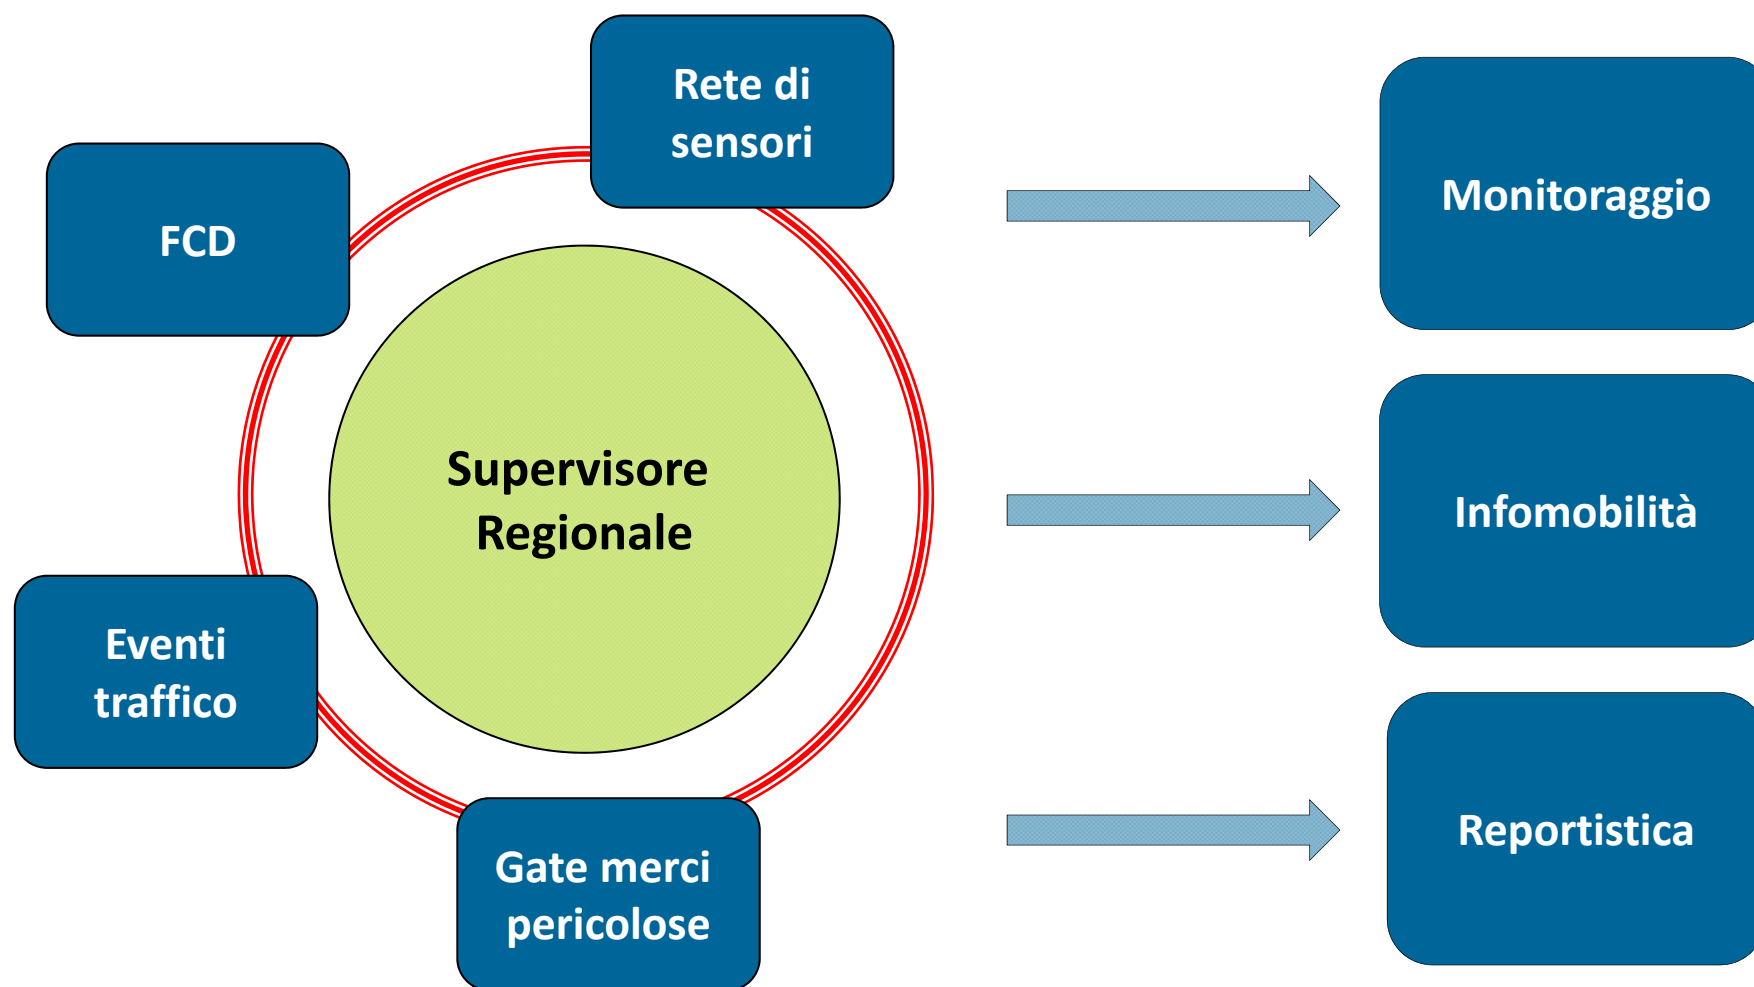 Rete di
sensori
FCD
Supervisore
Regionale
Eventi
traffico
Gate merci
pericolose
Monitoraggio
Infomobilità
Reportistica